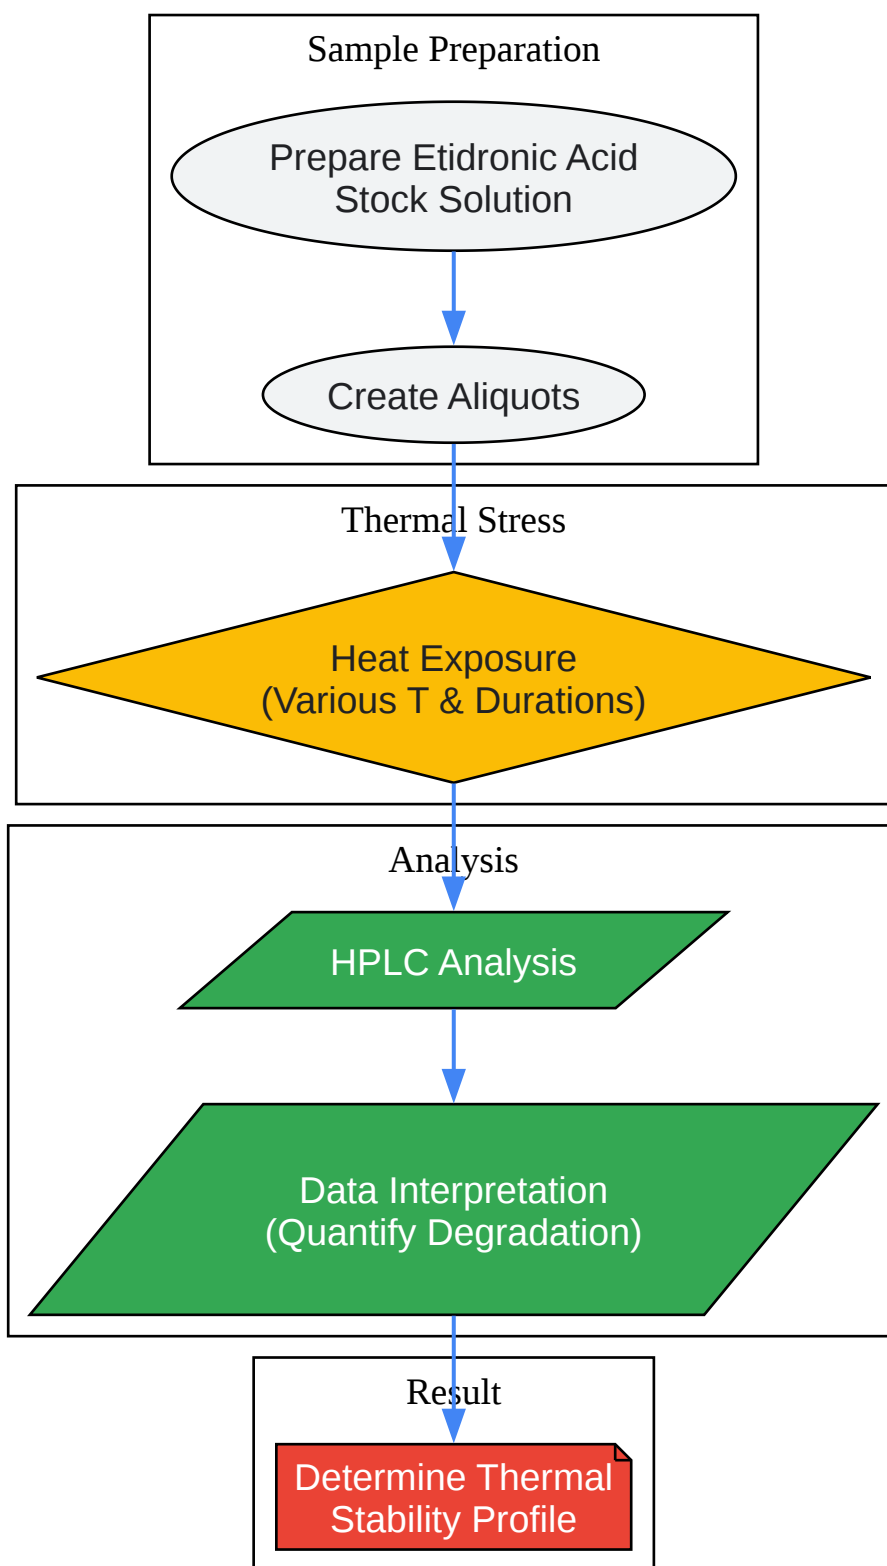 Sample Preparation
Prepare Etidronic Acid
Stock Solution
Create Aliquots
Thermal Stress
Heat Exposure
(Various T & Durations)
Analysis
HPLC Analysis
Data Interpretation
(Quantify Degradation)
Result
Determine Thermal
Stability Profile